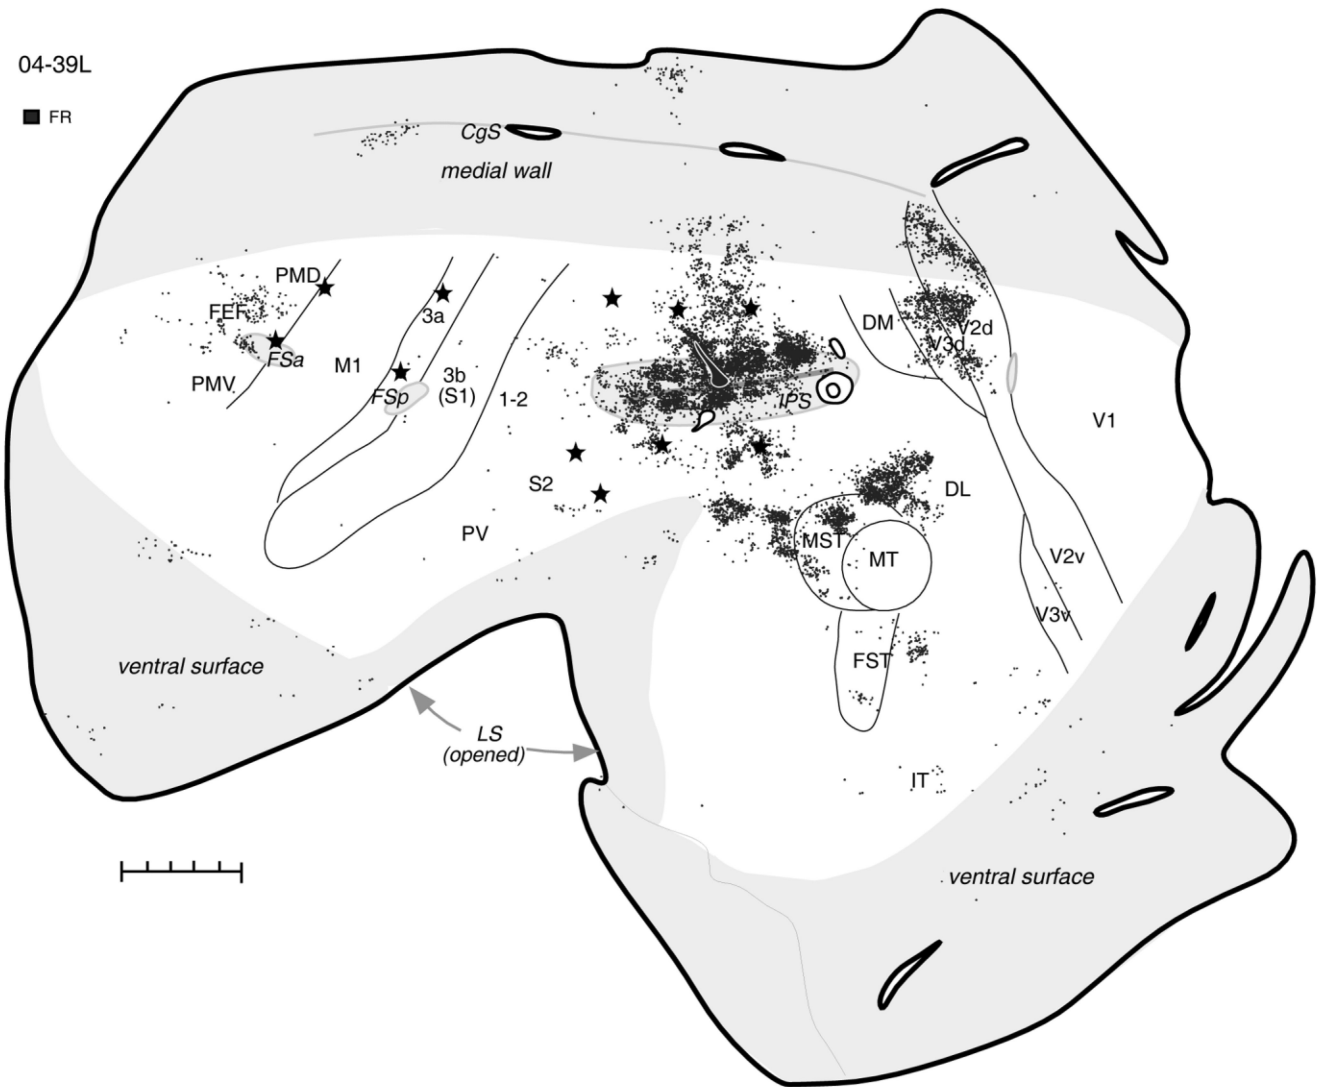 04-39L
FR
CgS
medial wall
PMD
FEF
3a
DM
V2d
V3d
FSa
M1
PMV
FSp
3b
(S1)
1-2
IPS
V1
S2
DL
PV
MST
MT
V2v
V3v
FST
ventral surface
LS
(opened)
IT
ventral surface